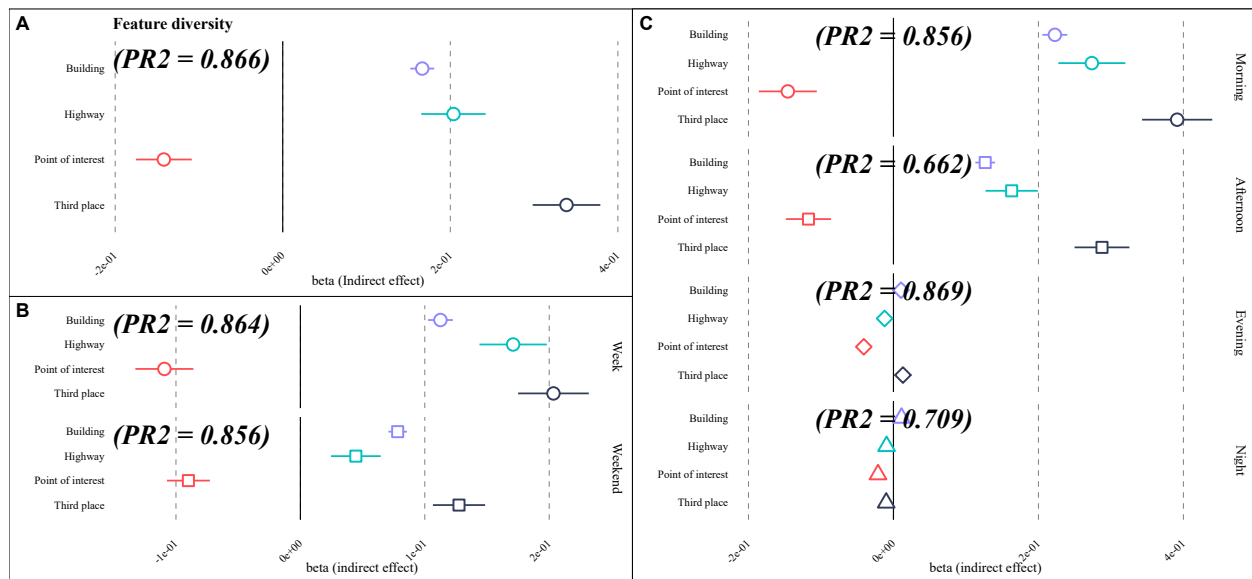 A
Feature diversity
(PR2 = 0.866)
Building
Highway
Point of interest
Third place
-2e-01
0e+00
2e-01
4e-01
beta (Indirect effect)
B
(PR2 = 0.864)
Building
Highway
Point of interest
Third place
Week
(PR2 = 0.856)
Building
Highway
Point of interest
Third place
Weekend
-1e-01
0e+00
1e-01
2e-01
beta (indirect effect)
C
(PR2 = 0.856)
Building
Highway
Point of interest
Third place
Morning
(PR2 = 0.662)
Building
Highway
Point of interest
Third place
Afternoon
(PR2 = 0.869)
Building
Highway
Point of interest
Third place
Evening
(PR2 = 0.709)
Building
Highway
Point of interest
Third place
Night
-2e-01
0e+00
2e-01
4e-01
beta (indirect effect)